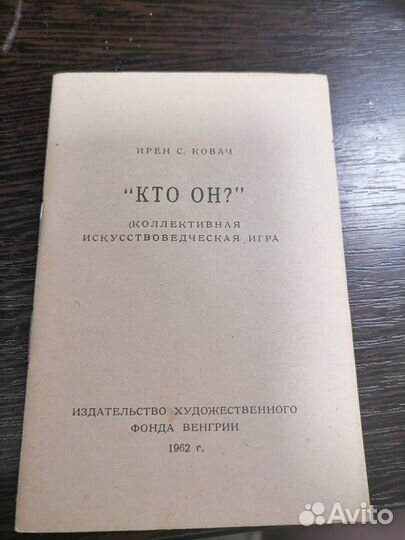 ИРЕН С. КОВАЧ
“КТО ОН?”
(КОЛЛЕКТИВНАЯ
ИСКУССТВОВЕДЧЕСКАЯ ИГРА
ИЗДАТЕЛЬСТВО ХУДОЖЕСТВЕННОГО
ФОНДА ВЕНГРИИ
1962 г.
Avito